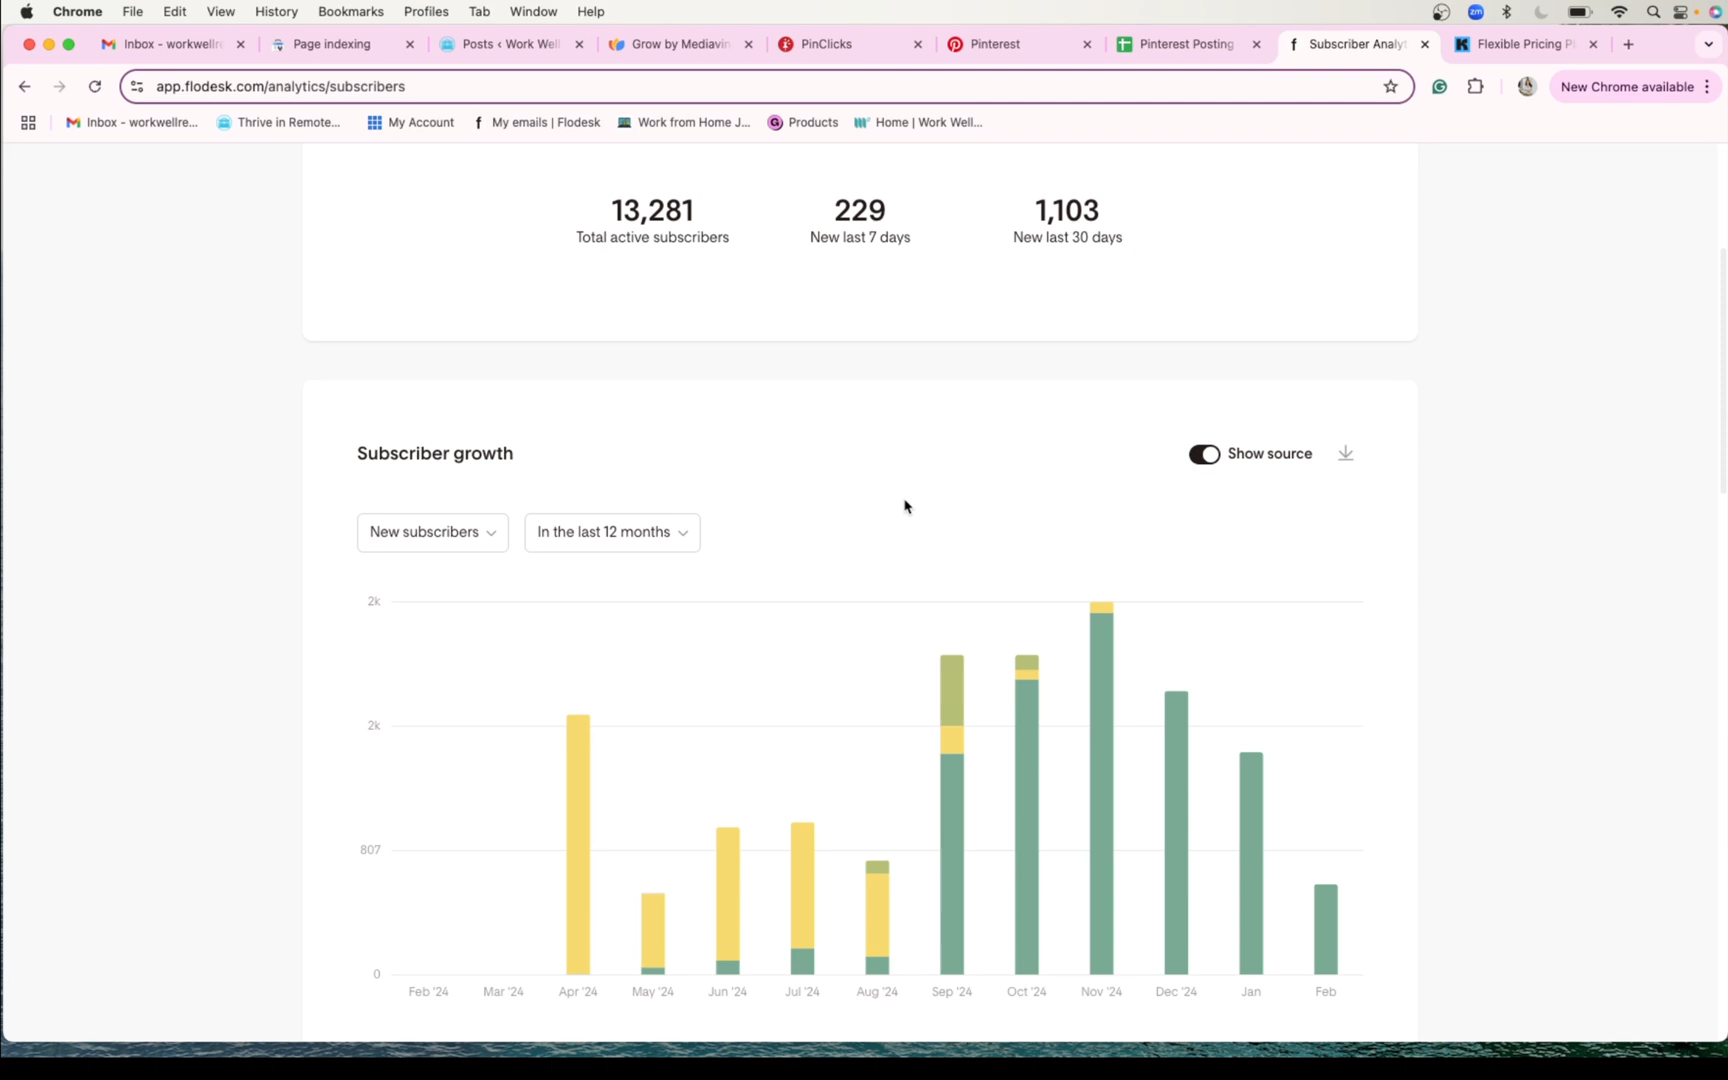 Chrome File Edit View History Bookmarks Profiles Tab Window Help
zm
Inbox - workwellre
Page indexing
Posts ‹ Work Well
Grow by Mediavin
PinClicks
Pinterest
Pinterest Posting
Subscriber Analyt
Flexible Pricing Pl
app.flodesk.com/analytics/subscribers
New Chrome available
Inbox - workwellre...
Thrive in Remote...
My Account
My emails | Flodesk
Work from Home J...
Products
Home | Work Well...
13,281 229 1,103
Total active subscribers New last 7 days New last 30 days
Subscriber growth
Show source
New subscribers In the last 12 months
2k
2k
807
0
Feb '24 Mar '24 Apr '24 May '24 Jun '24 Jul '24 Aug '24 Sep '24 Oct '24 Nov '24 Dec '24 Jan Feb